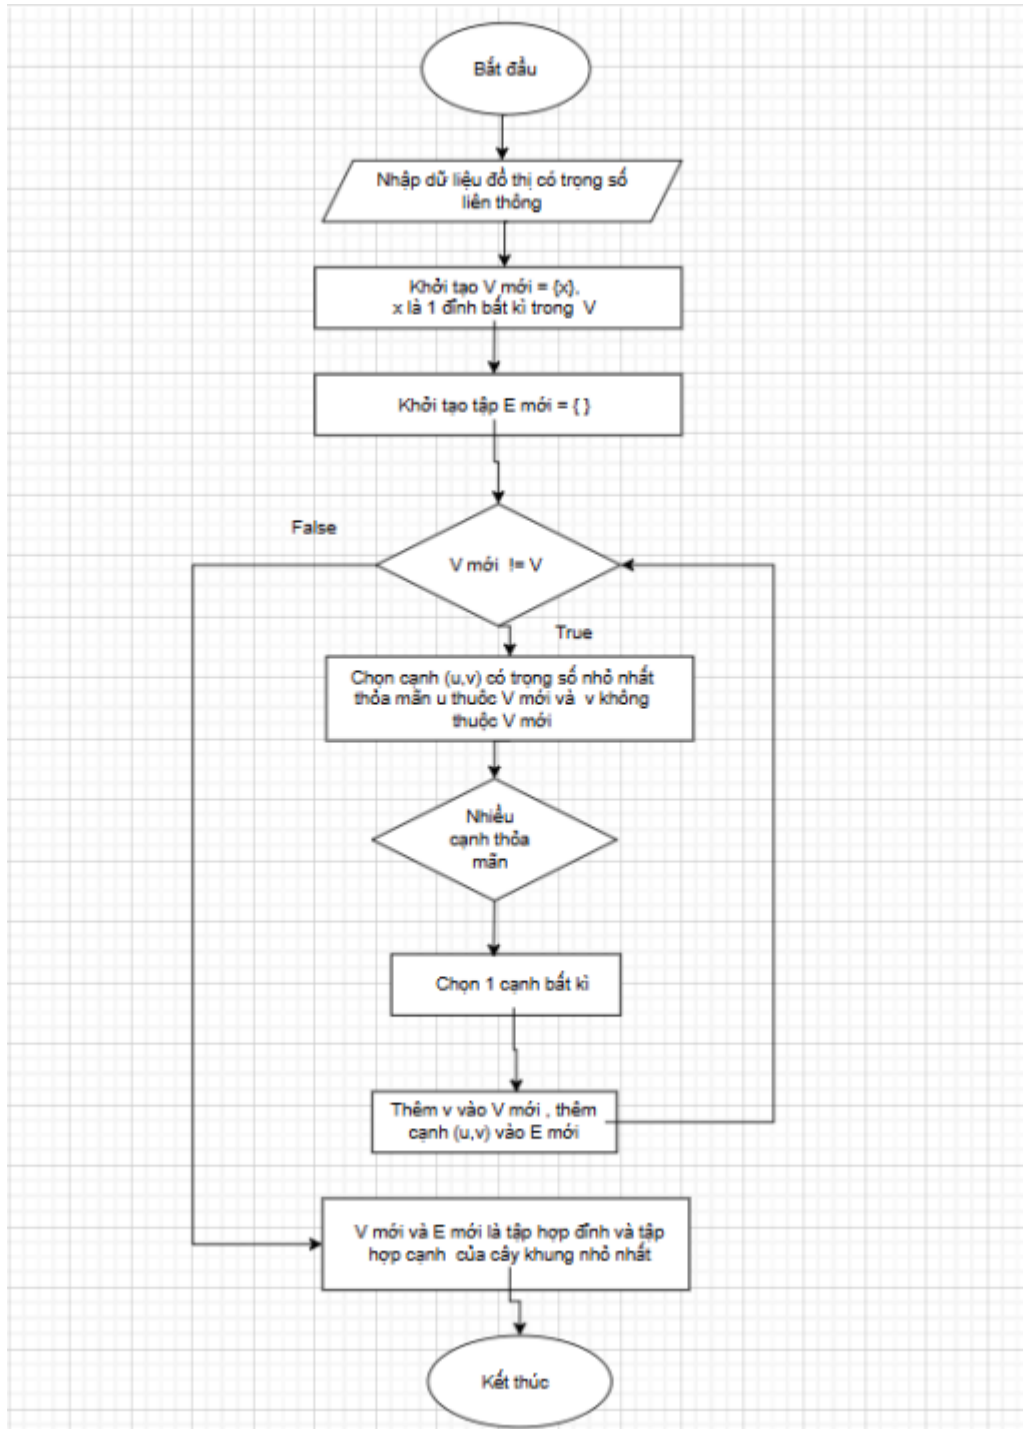 Bắt đầu
Nhập dữ liệu đồ thị có trọng số
liên thông
Khởi tạo V mới = {x},
x là 1 đỉnh bất kì trong V
Khởi tạo tập E mới = { }
False
V mới != V
True
Chọn cạnh (u,v) có trọng số nhỏ nhất
thỏa mãn u thuộc V mới và v không
thuộc V mới
Nhiều
cạnh thỏa
mãn
Chọn 1 cạnh bất kì
Thêm v vào V mới , thêm
cạnh (u,v) vào E mới
V mới và E mới là tập hợp đỉnh và tập
hợp cạnh của cây khung nhỏ nhất
Kết thúc